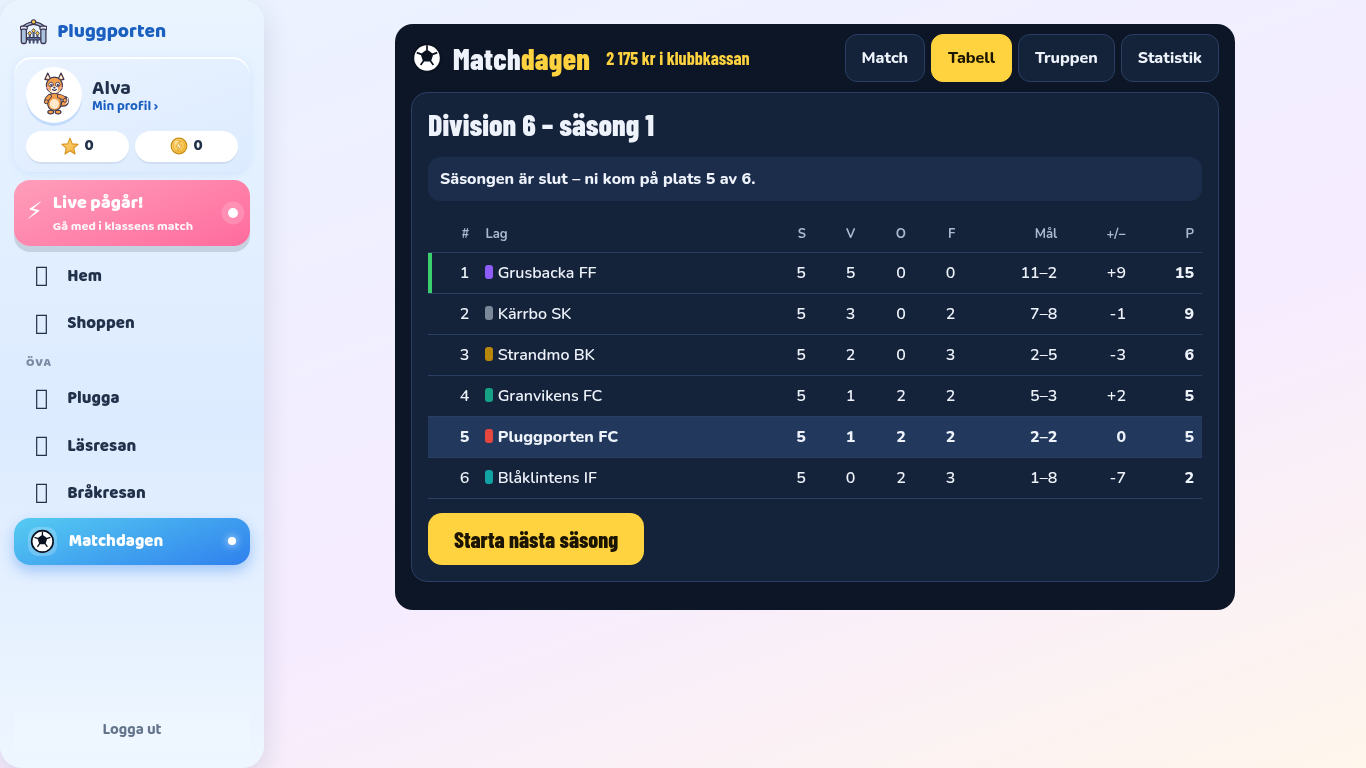 Pluggporten
Alva
Min profil ›
0
0
Live pågår!
Gå med i klassens match
Hem
Shoppen
ÖVA
Plugga
Läsresan
Bråkresan
Matchdagen
Logga ut
Matchdagen 2 175 kr i klubbkassan
Match Tabell Truppen Statistik
Division 6 – säsong 1
Säsongen är slut – ni kom på plats 5 av 6.
# Lag S V O F Mål +/− P
1 Grusbacka FF 5 5 0 0 11–2 +9 15
2 Kärrbo SK 5 3 0 2 7–8 -1 9
3 Strandmo BK 5 2 0 3 2–5 -3 6
4 Granvikens FC 5 1 2 2 5–3 +2 5
5 Pluggporten FC 5 1 2 2 2–2 0 5
6 Blåklintens IF 5 0 2 3 1–8 -7 2
Starta nästa säsong